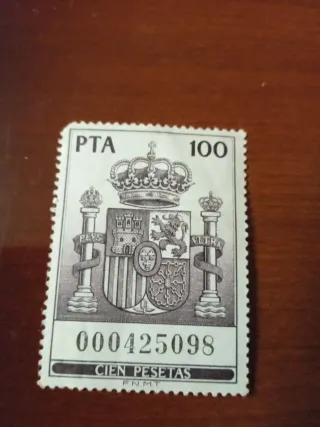 PTA 100
PLVS VLTRA
000425098
CIEN PESETAS
F.N.M.T.